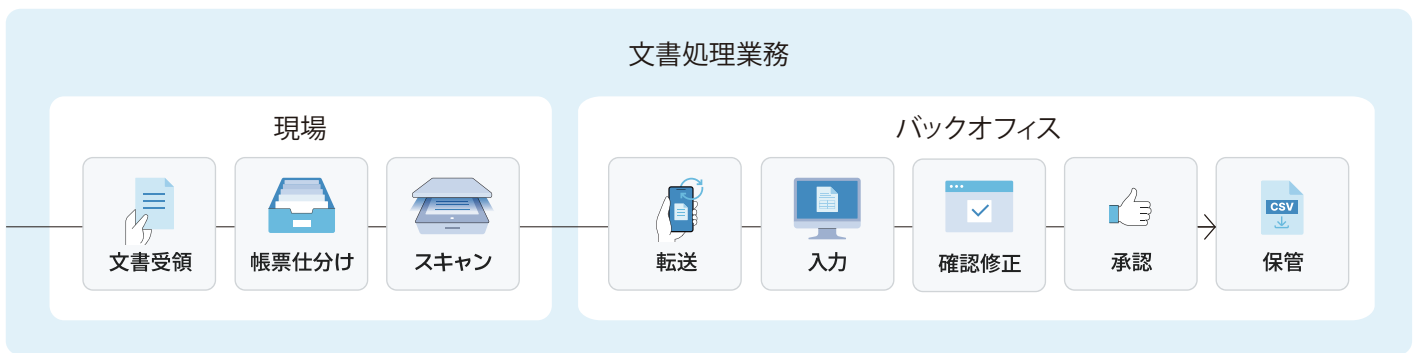 文書処理業務
現場
バックオフィス
文書受領
帳票仕分け
スキャン
転送
入力
確認修正
承認
CSV
保管